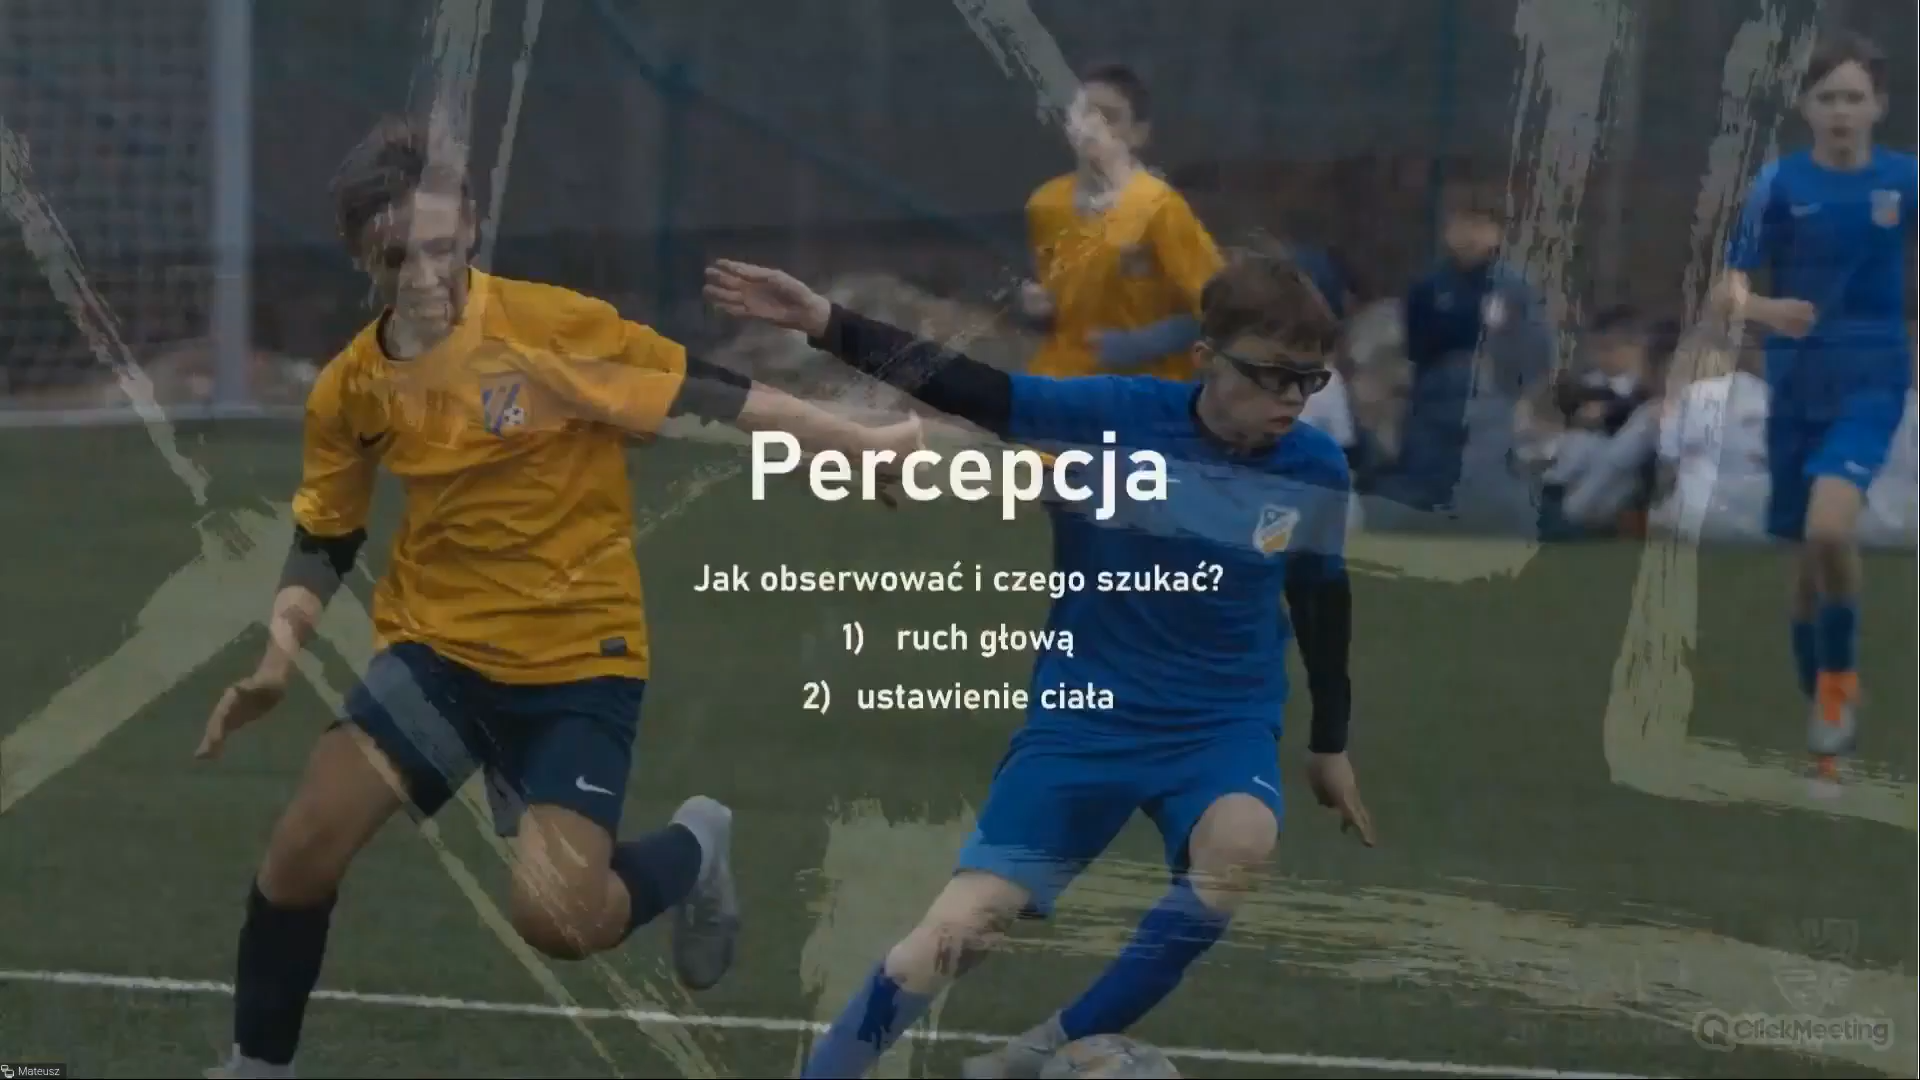 Percepcja
Jak obserwować i czego szukać?
1) ruch głową
2) ustawienie ciała
ClickMeeting
Mateusz